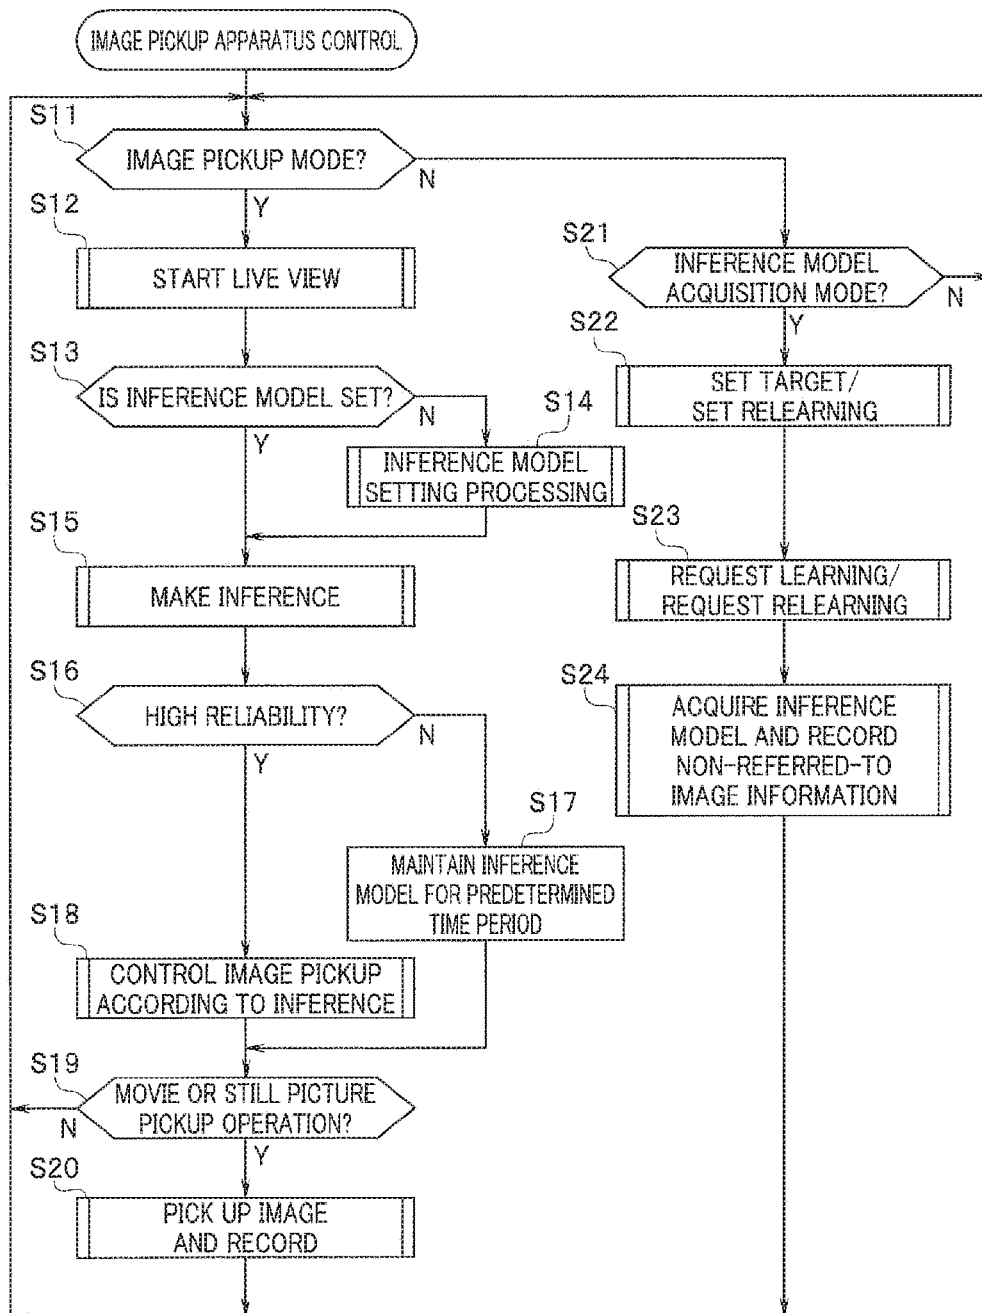 IMAGE PICKUP APPARATUS CONTROL
S11
IMAGE PICKUP MODE?
N
Y
S12
START LIVE VIEW
S13
IS INFERENCE MODEL SET?
N
Y
S14
INFERENCE MODEL
SETTING PROCESSING
S15
MAKE INFERENCE
S16
HIGH RELIABILITY?
N
Y
S17
MAINTAIN INFERENCE
MODEL FOR PREDETERMINED
TIME PERIOD
S18
CONTROL IMAGE PICKUP
ACCORDING TO INFERENCE
S19
MOVIE OR STILL PICTURE
PICKUP OPERATION?
N
Y
S20
PICK UP IMAGE
AND RECORD
S21
INFERENCE MODEL
ACQUISITION MODE?
N
Y
S22
SET TARGET/
SET RELEARNING
S23
REQUEST LEARNING/
REQUEST RELEARNING
S24
ACQUIRE INFERENCE
MODEL AND RECORD
NON-REFERRED-TO
IMAGE INFORMATION